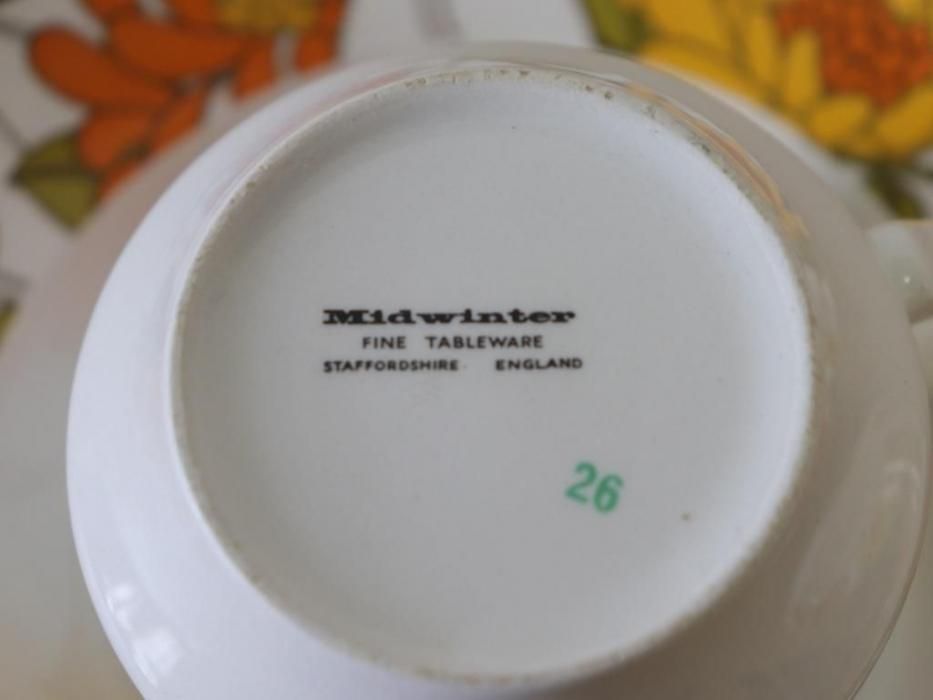 Midwinter
FINE TABLEWARE
STAFFORDSHIRE ENGLAND
26